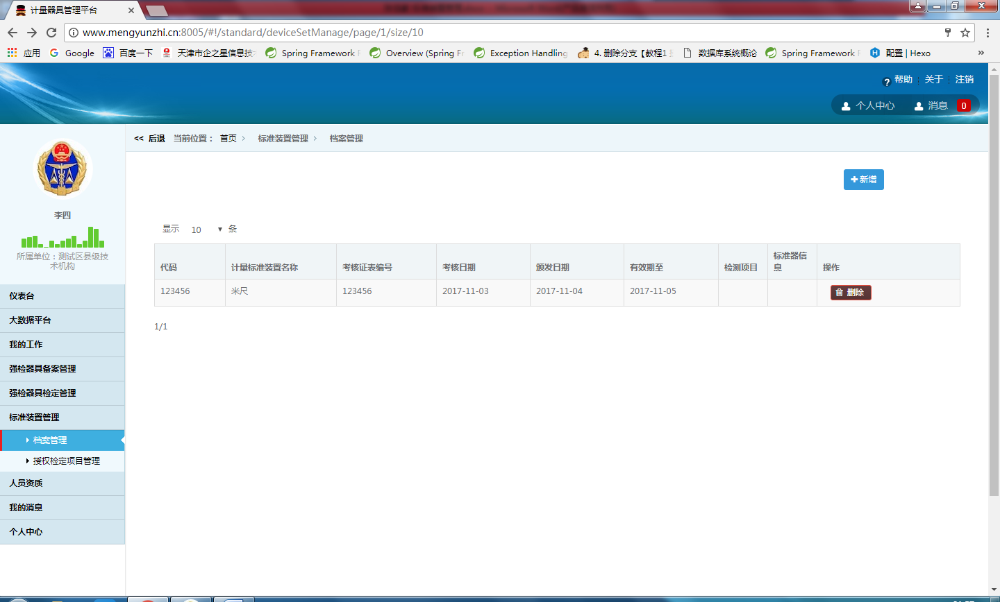 计量器具管理平台
www.mengyunzhi.cn:8005/#!/standard/deviceSetManage/page/1/size/10
应用 Google 百度一下 天津市企之星信息技 Spring Framework Overview (Spring Fr Exception Handling 4. 删除分支【教程1 数据库系统概论 Spring Framework 配置 | Hexo »
帮助 关于 注销
个人中心 消息 0
<< 后退 当前位置： 首页 标准装置管理 档案管理
李四
所属单位：测试区县级技
术机构
仪表台
大数据平台
我的工作
强检器具备案管理
强检器具检定管理
标准装置管理
档案管理
授权检定项目管理
人员资质
我的消息
个人中心
新增
显示 10 条
代码 计量标准装置名称 考核证表编号 考核日期 颁发日期 有效期至 检测项目 标准器信
息 操作
123456 米尺 123456 2017-11-03 2017-11-04 2017-11-05 删除
1/1